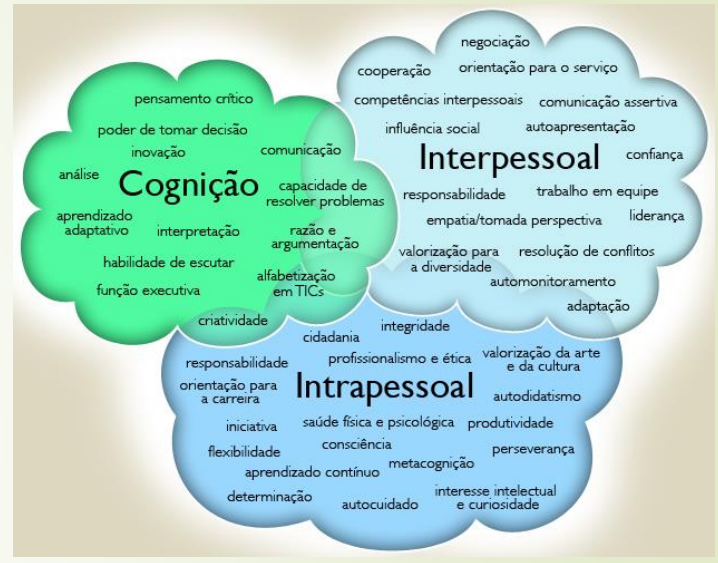 pensamento crítico
poder de tomar decisão
inovação
comunicação
análise
Cognição
capacidade de
resolver problemas
aprendizado
adaptativo
interpretação
razão e
argumentação
habilidade de escutar
função executiva
alfabetização
em TICs
criatividade
negociação
cooperação
orientação para o serviço
competências interpessoais
comunicação assertiva
influência social
autoapresentação
Interpessoal
confiança
responsabilidade
trabalho em equipe
empatia/tomada perspectiva
liderança
valorização para
a diversidade
resolução de conflitos
automonitoramento
adaptação
cidadania
integridade
responsabilidade
profissionalismo e ética
valorização da arte
e da cultura
orientação para
a carreira
Intrapessoal
autodidatismo
iniciativa
saúde física e psicológica
produtividade
flexibilidade
consciência
perseverança
aprendizado contínuo
metacognição
determinação
autocuidado
interesse intelectual
e curiosidade